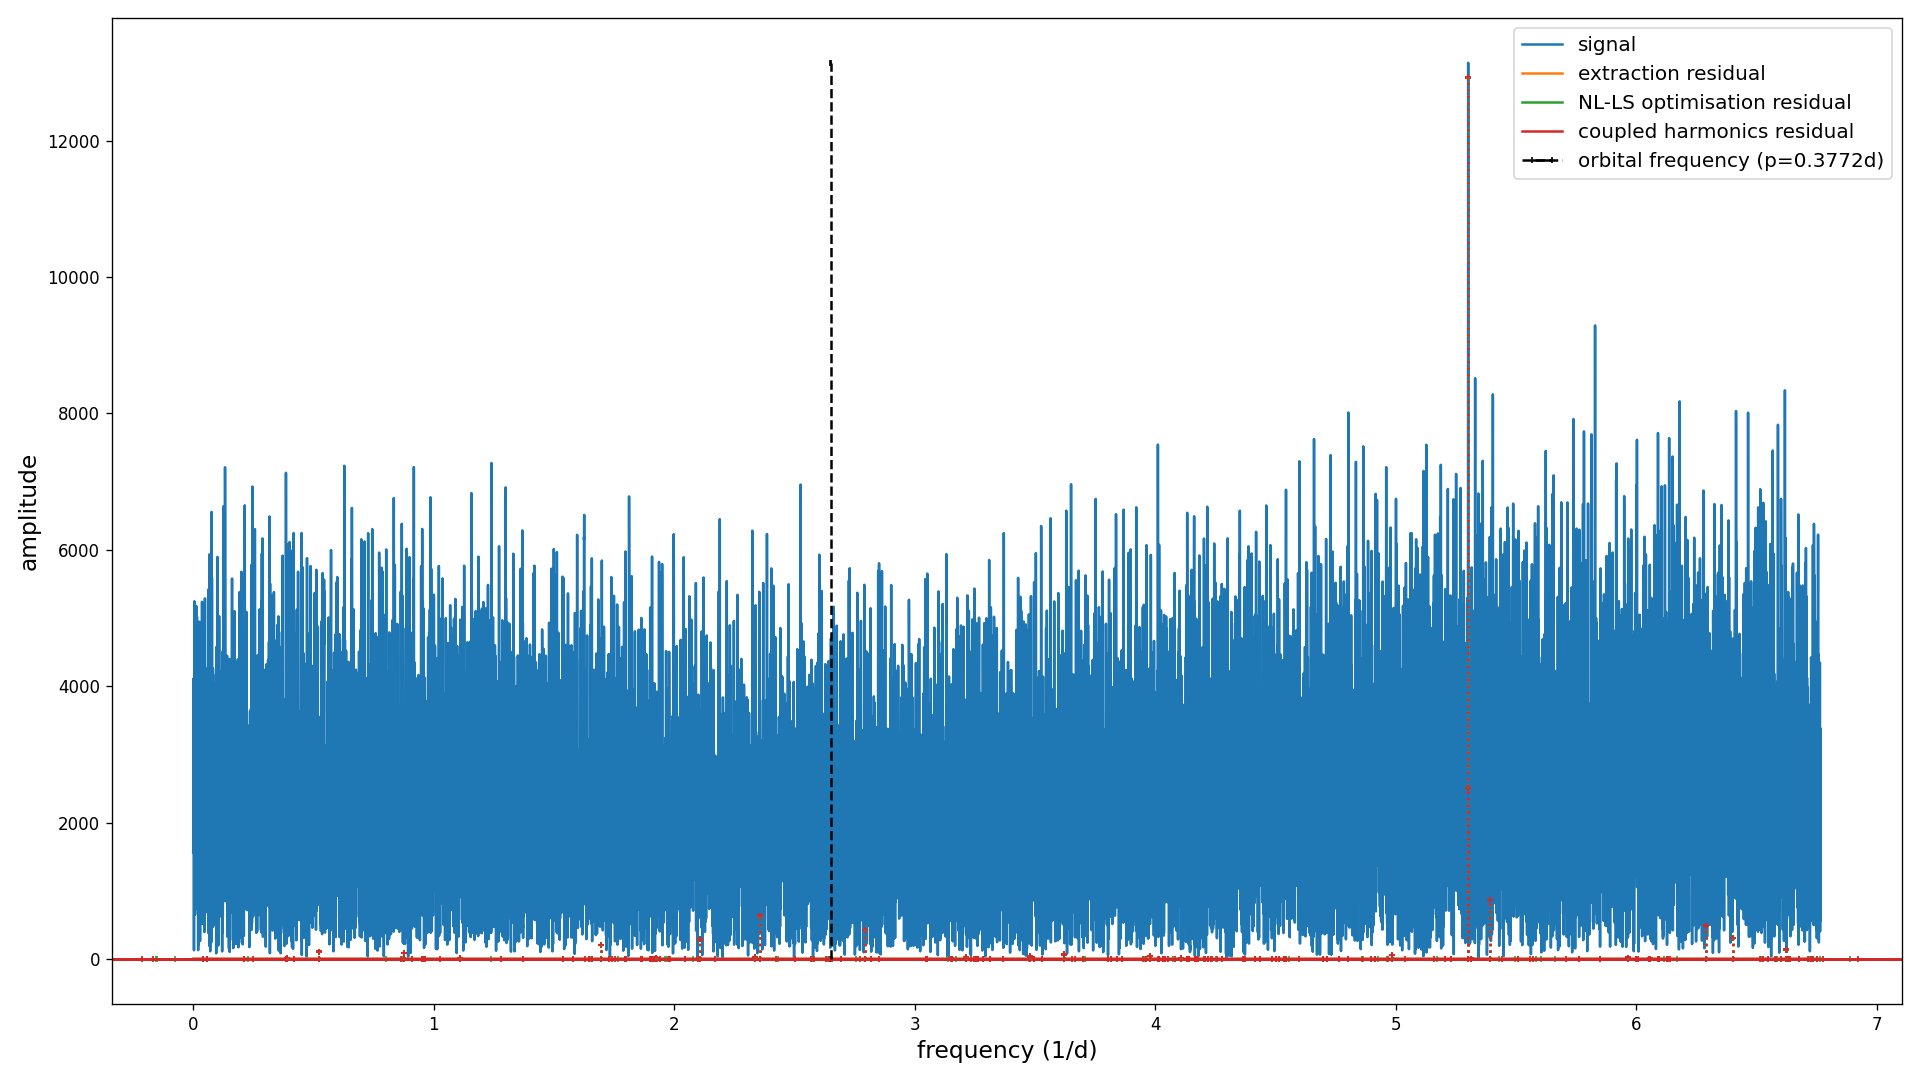 signal
extraction residual
NL-LS optimisation residual
coupled harmonics residual
orbital frequency (p=0.3772d)
amplitude
12000
10000
8000
6000
4000
2000
0
0 1 2 3 4 5 6 7
frequency (1/d)